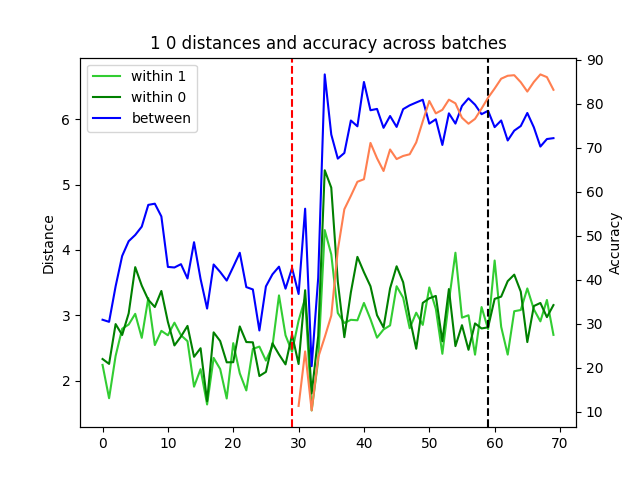 1 0 distances and accuracy across batches
within 1
within 0
between
Distance
Accuracy
6
5
4
3
2
90
80
70
60
50
40
30
20
10
0 10 20 30 40 50 60 70